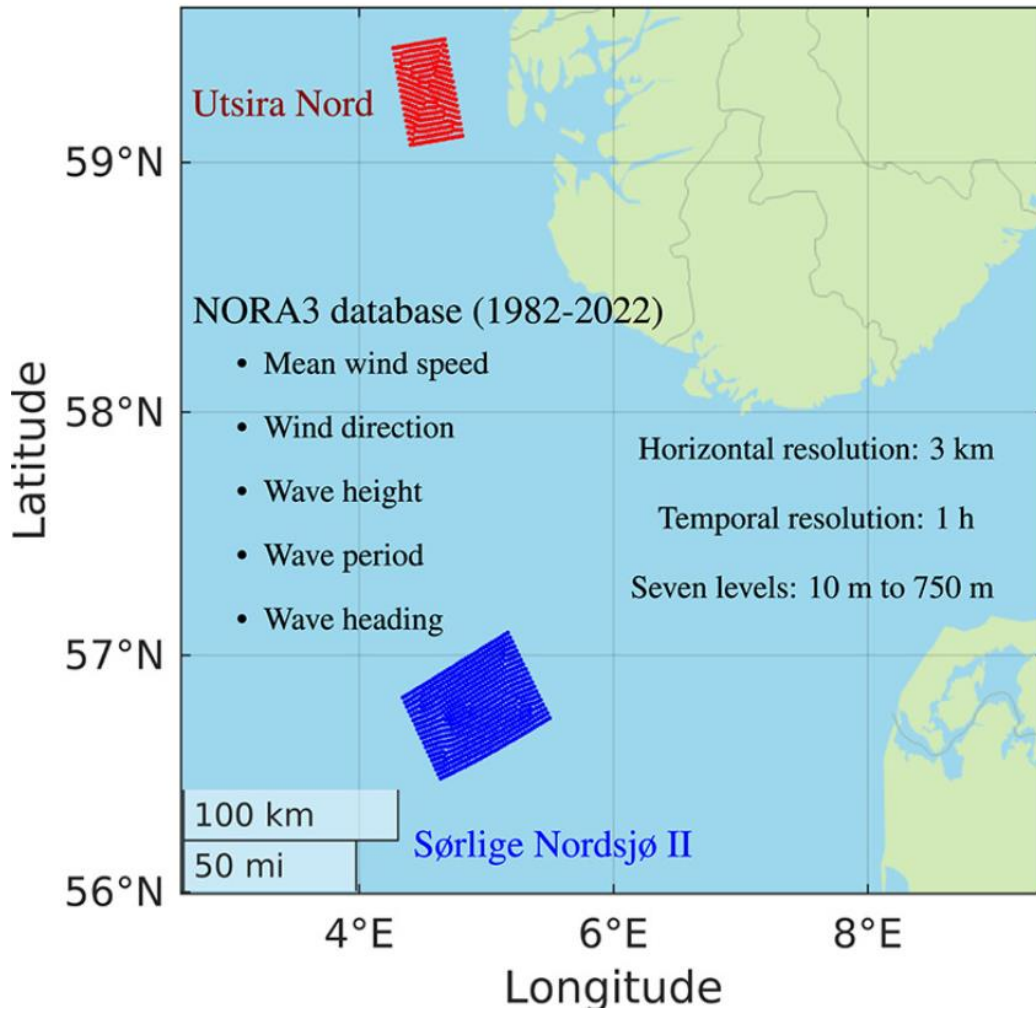 Utsira Nord
59°N
NORA3 database (1982-2022)
• Mean wind speed
58°N
• Wind direction
Horizontal resolution: 3 km
• Wave height
Temporal resolution: 1 h
• Wave period
Seven levels: 10 m to 750 m
• Wave heading
57°N
Latitude
100 km
Sørlige Nordsjø II
50 mi
56°N
4°E
6°E
8°E
Longitude